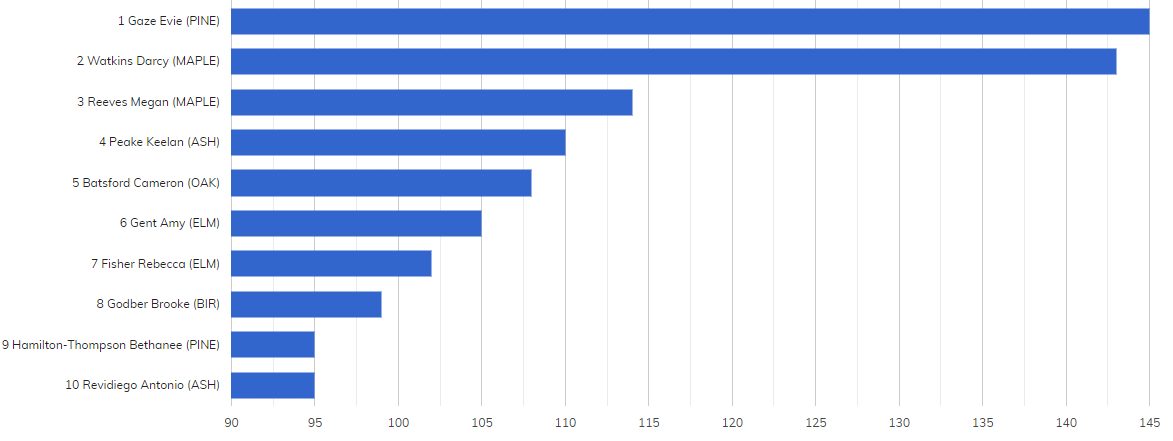 1 Gaze Evie (PINE)
2 Watkins Darcy (MAPLE)
3 Reeves Megan (MAPLE)
4 Peake Keelan (ASH)
5 Batsford Cameron (OAK)
6 Gent Amy (ELM)
7 Fisher Rebecca (ELM)
8 Godber Brooke (BIR)
9 Hamilton-Thompson Bethanee (PINE)
10 Revidiego Antonio (ASH)
90 95 100 105 110 115 120 125 130 135 140 145